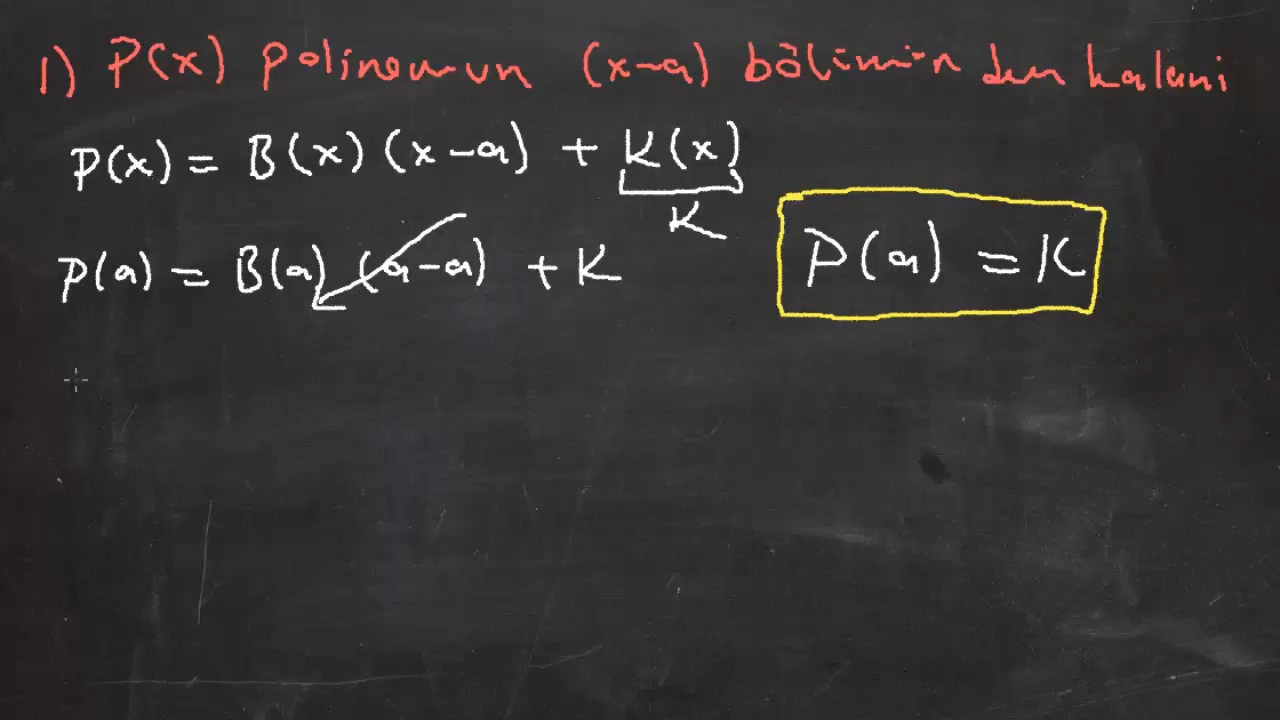 1) P(x) polinomun (x-a) bölümünden kalanı
P(x) = B(x) (x-a) + K(x)
K
P(a) = B(a) (a-a) + K
P(a) = K